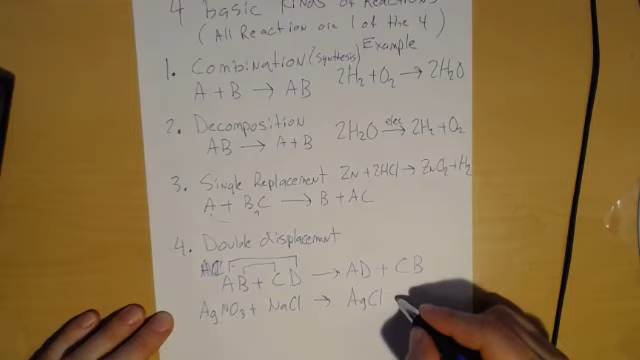 4 basic Kinds of Reactions
(All Reaction are 1 of the 4)
Example
1. Combination (Synthesis) 2H₂+O₂→2H₂O
A + B → AB
2. Decomposition 2H₂O elec→ 2H₂+O₂
AB → A+B
3. Single Replacement Zn+2HCl→ZnCl₂+H₂
A + BC → B + AC
4. Double displacement
AB + CD → AD + CB
AgNO₃+ NaCl → AgCl